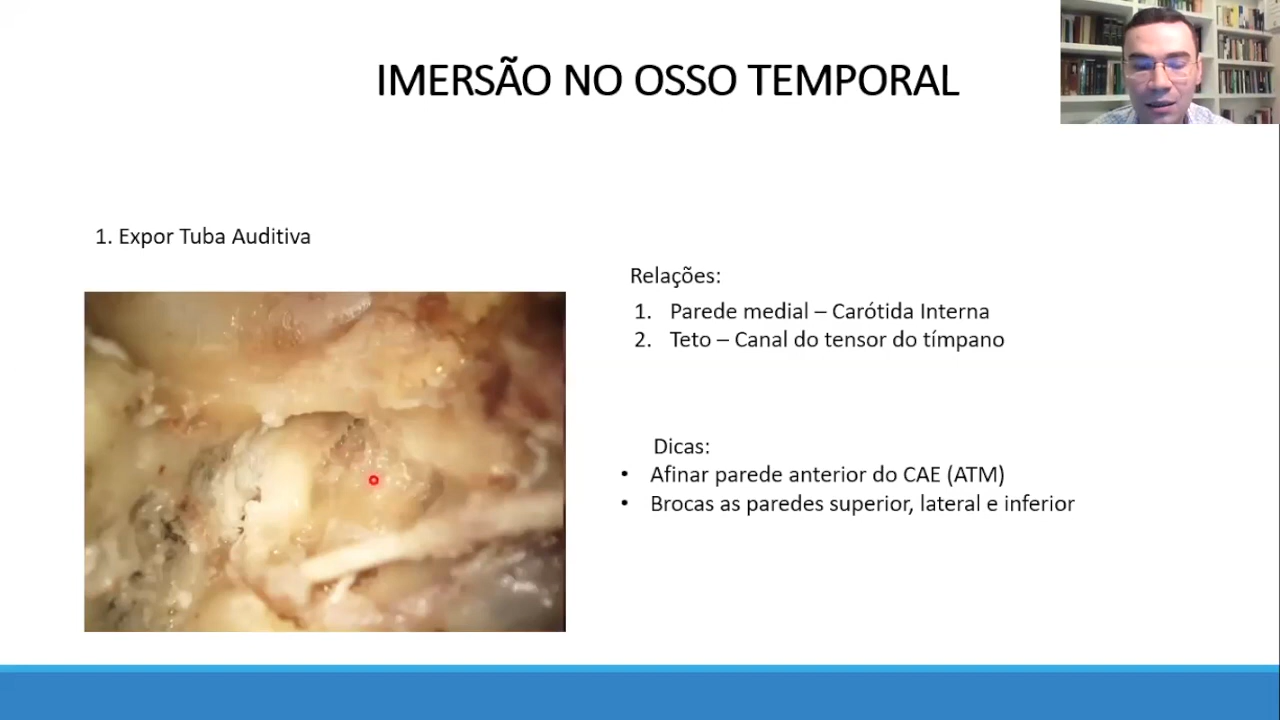 IMERSÃO NO OSSO TEMPORAL
1. Expor Tuba Auditiva
Relações:
1. Parede medial – Carótida Interna
2. Teto – Canal do tensor do tímpano
Dicas:
• Afinar parede anterior do CAE (ATM)
• Brocas as paredes superior, lateral e inferior